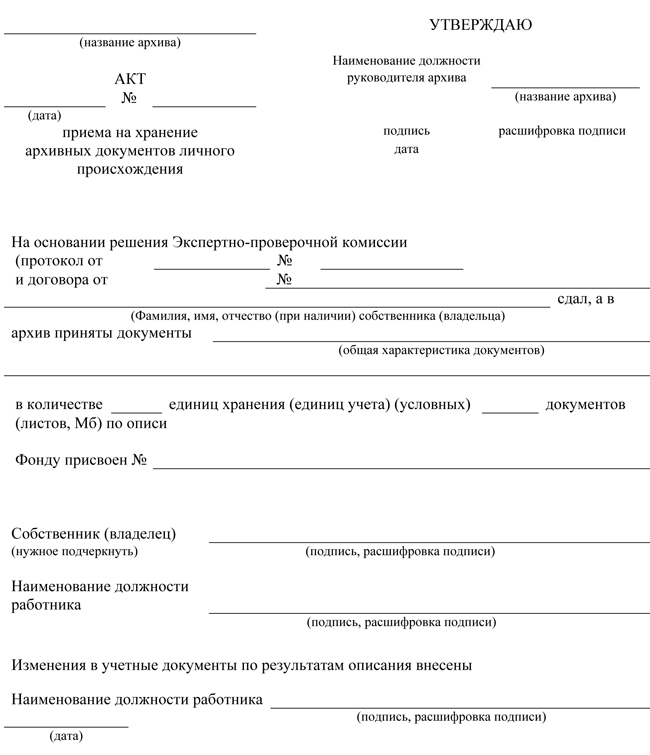 УТВЕРЖДАЮ
(название архива)
Наименование должности
руководителя архива
(название архива)
АКТ
№
(дата)
приема на хранение
архивных документов личного
происхождения
подпись расшифровка подписи
дата
На основании решения Экспертно-проверочной комиссии
(протокол от №
и договора от №
сдал, а в
(Фамилия, имя, отчество (при наличии) собственника (владельца)
архив приняты документы
(общая характеристика документов)
в количестве единиц хранения (единиц учета) (условных) документов
(листов, Мб) по описи
Фонду присвоен №
Собственник (владелец)
(нужное подчеркнуть) (подпись, расшифровка подписи)
Наименование должности
работника
(подпись, расшифровка подписи)
Изменения в учетные документы по результатам описания внесены
Наименование должности работника
(подпись, расшифровка подписи)
(дата)